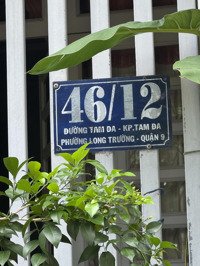 46/12
ĐƯỜNG TAM ĐA - KP.TAM ĐA
PHƯỜNG LONG TRƯỜNG - QUẬN 9